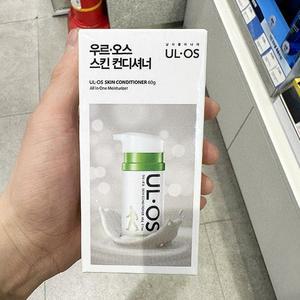 우르·오스
스킨 컨디셔너
UL·OS SKIN CONDITIONER 60g
All in One Moisturizer
UL·OS
UL·OS